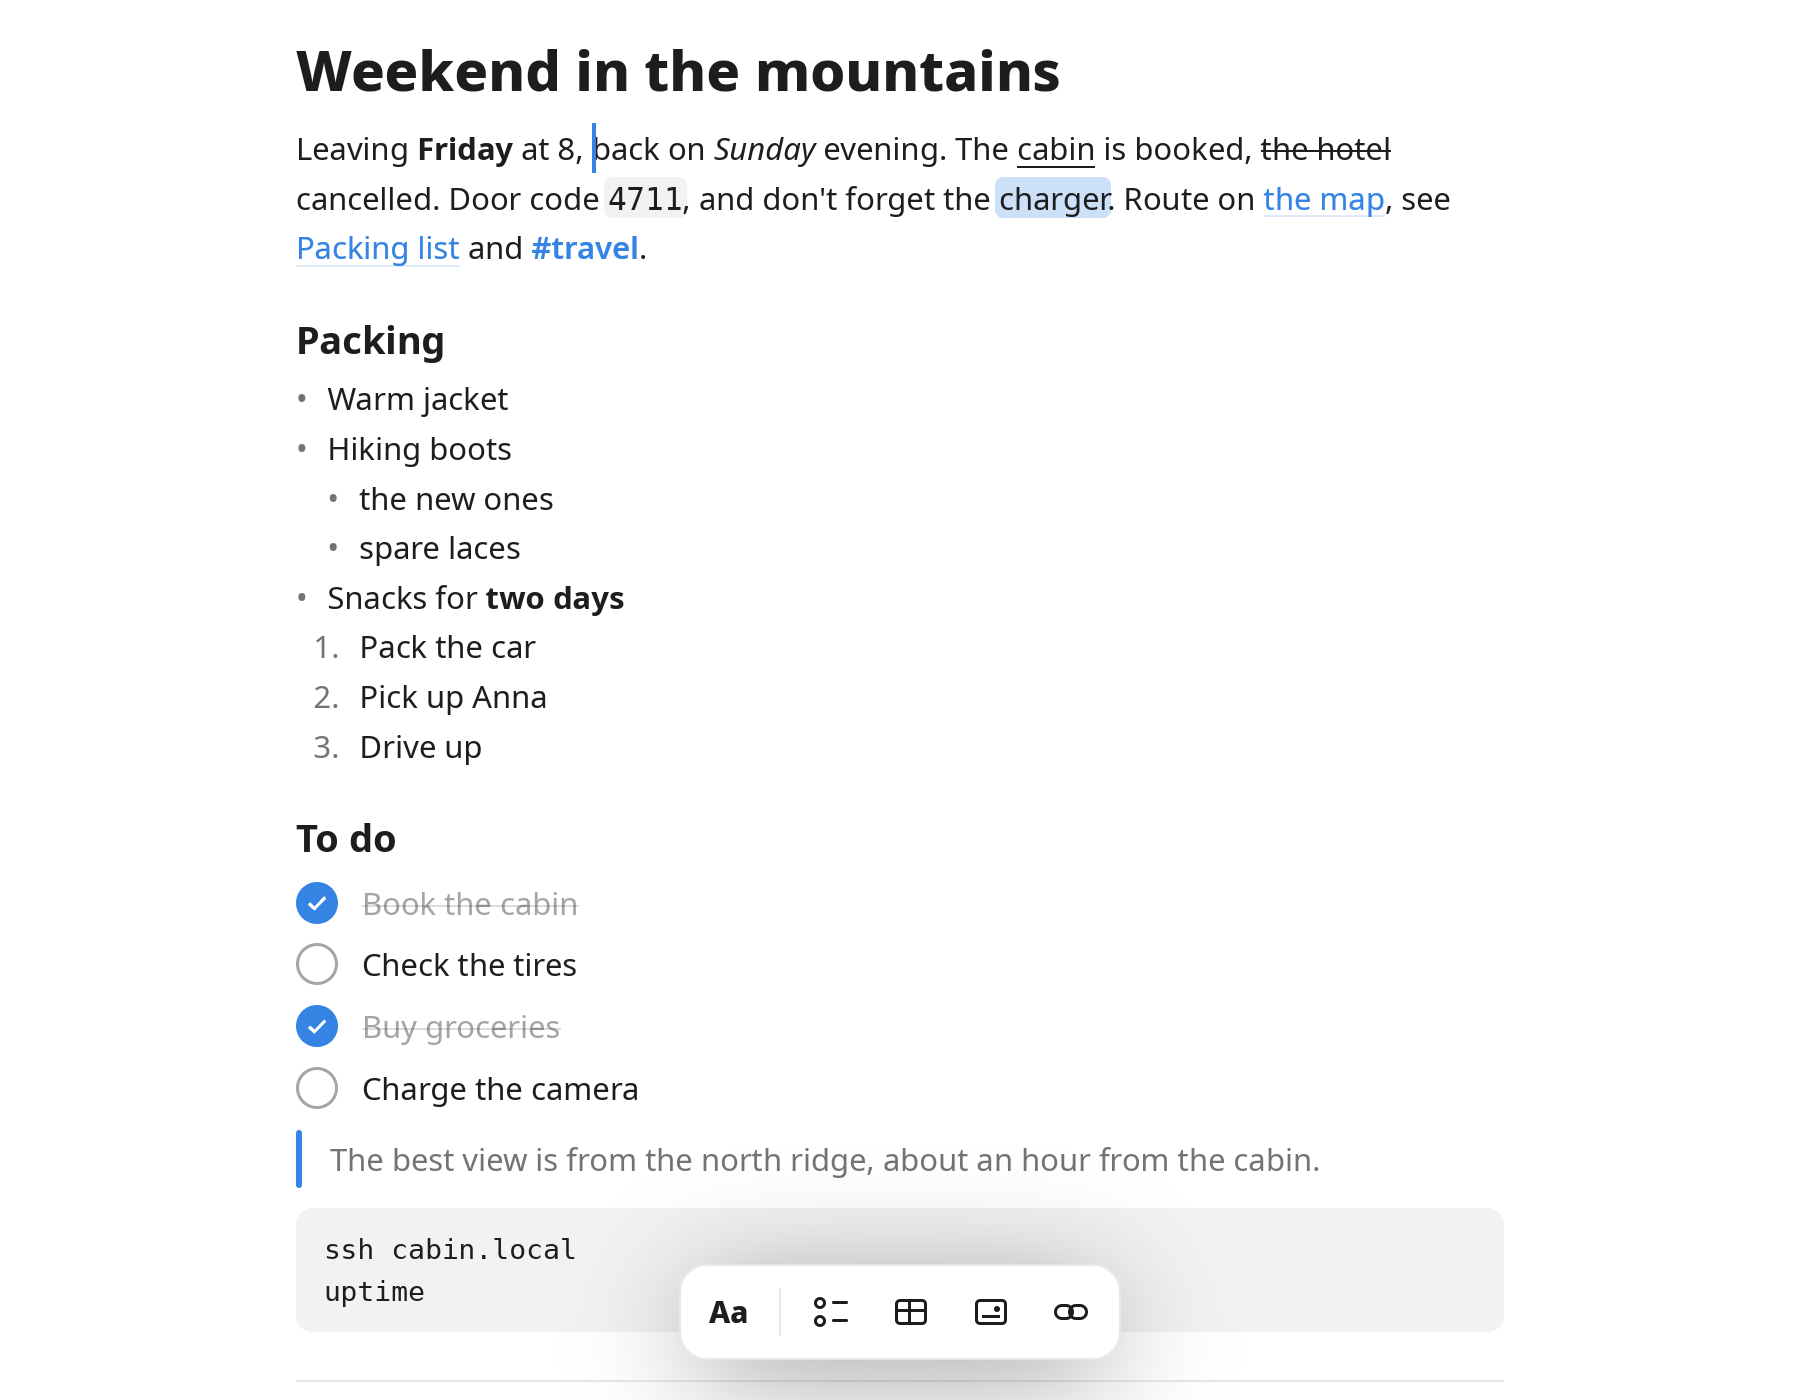 Weekend in the mountains
Leaving Friday at 8, back on Sunday evening. The cabin is booked, the hotel
cancelled. Door code 4711, and don't forget the charger. Route on the map, see
Packing list and #travel.
Packing
• Warm jacket
• Hiking boots
• the new ones
• spare laces
• Snacks for two days
1. Pack the car
2. Pick up Anna
3. Drive up
To do
Book the cabin
Check the tires
Buy groceries
Charge the camera
The best view is from the north ridge, about an hour from the cabin.
ssh cabin.local
uptime
Aa